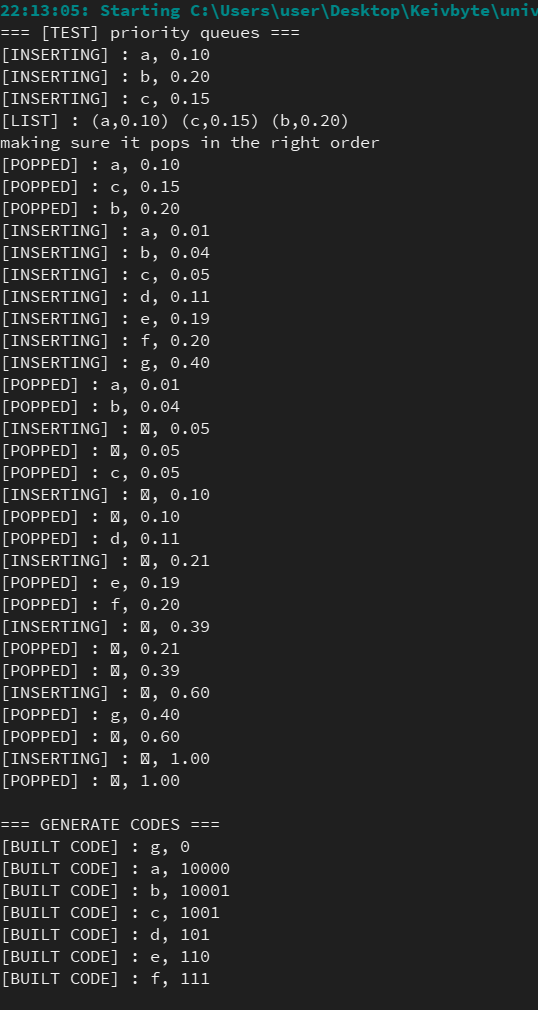 22:13:05: Starting C:\Users\user\Desktop\Keivbyte\univ
=== [TEST] priority queues ===
[INSERTING] : a, 0.10
[INSERTING] : b, 0.20
[INSERTING] : c, 0.15
[LIST] : (a,0.10) (c,0.15) (b,0.20)
making sure it pops in the right order
[POPPED] : a, 0.10
[POPPED] : c, 0.15
[POPPED] : b, 0.20
[INSERTING] : a, 0.01
[INSERTING] : b, 0.04
[INSERTING] : c, 0.05
[INSERTING] : d, 0.11
[INSERTING] : e, 0.19
[INSERTING] : f, 0.20
[INSERTING] : g, 0.40
[POPPED] : a, 0.01
[POPPED] : b, 0.04
[INSERTING] : , 0.05
[POPPED] : , 0.05
[POPPED] : c, 0.05
[INSERTING] : , 0.10
[POPPED] : , 0.10
[POPPED] : d, 0.11
[INSERTING] : , 0.21
[POPPED] : e, 0.19
[POPPED] : f, 0.20
[INSERTING] : , 0.39
[POPPED] : , 0.21
[POPPED] : , 0.39
[INSERTING] : , 0.60
[POPPED] : g, 0.40
[POPPED] : , 0.60
[INSERTING] : , 1.00
[POPPED] : , 1.00
=== GENERATE CODES ===
[BUILT CODE] : g, 0
[BUILT CODE] : a, 10000
[BUILT CODE] : b, 10001
[BUILT CODE] : c, 1001
[BUILT CODE] : d, 101
[BUILT CODE] : e, 110
[BUILT CODE] : f, 111